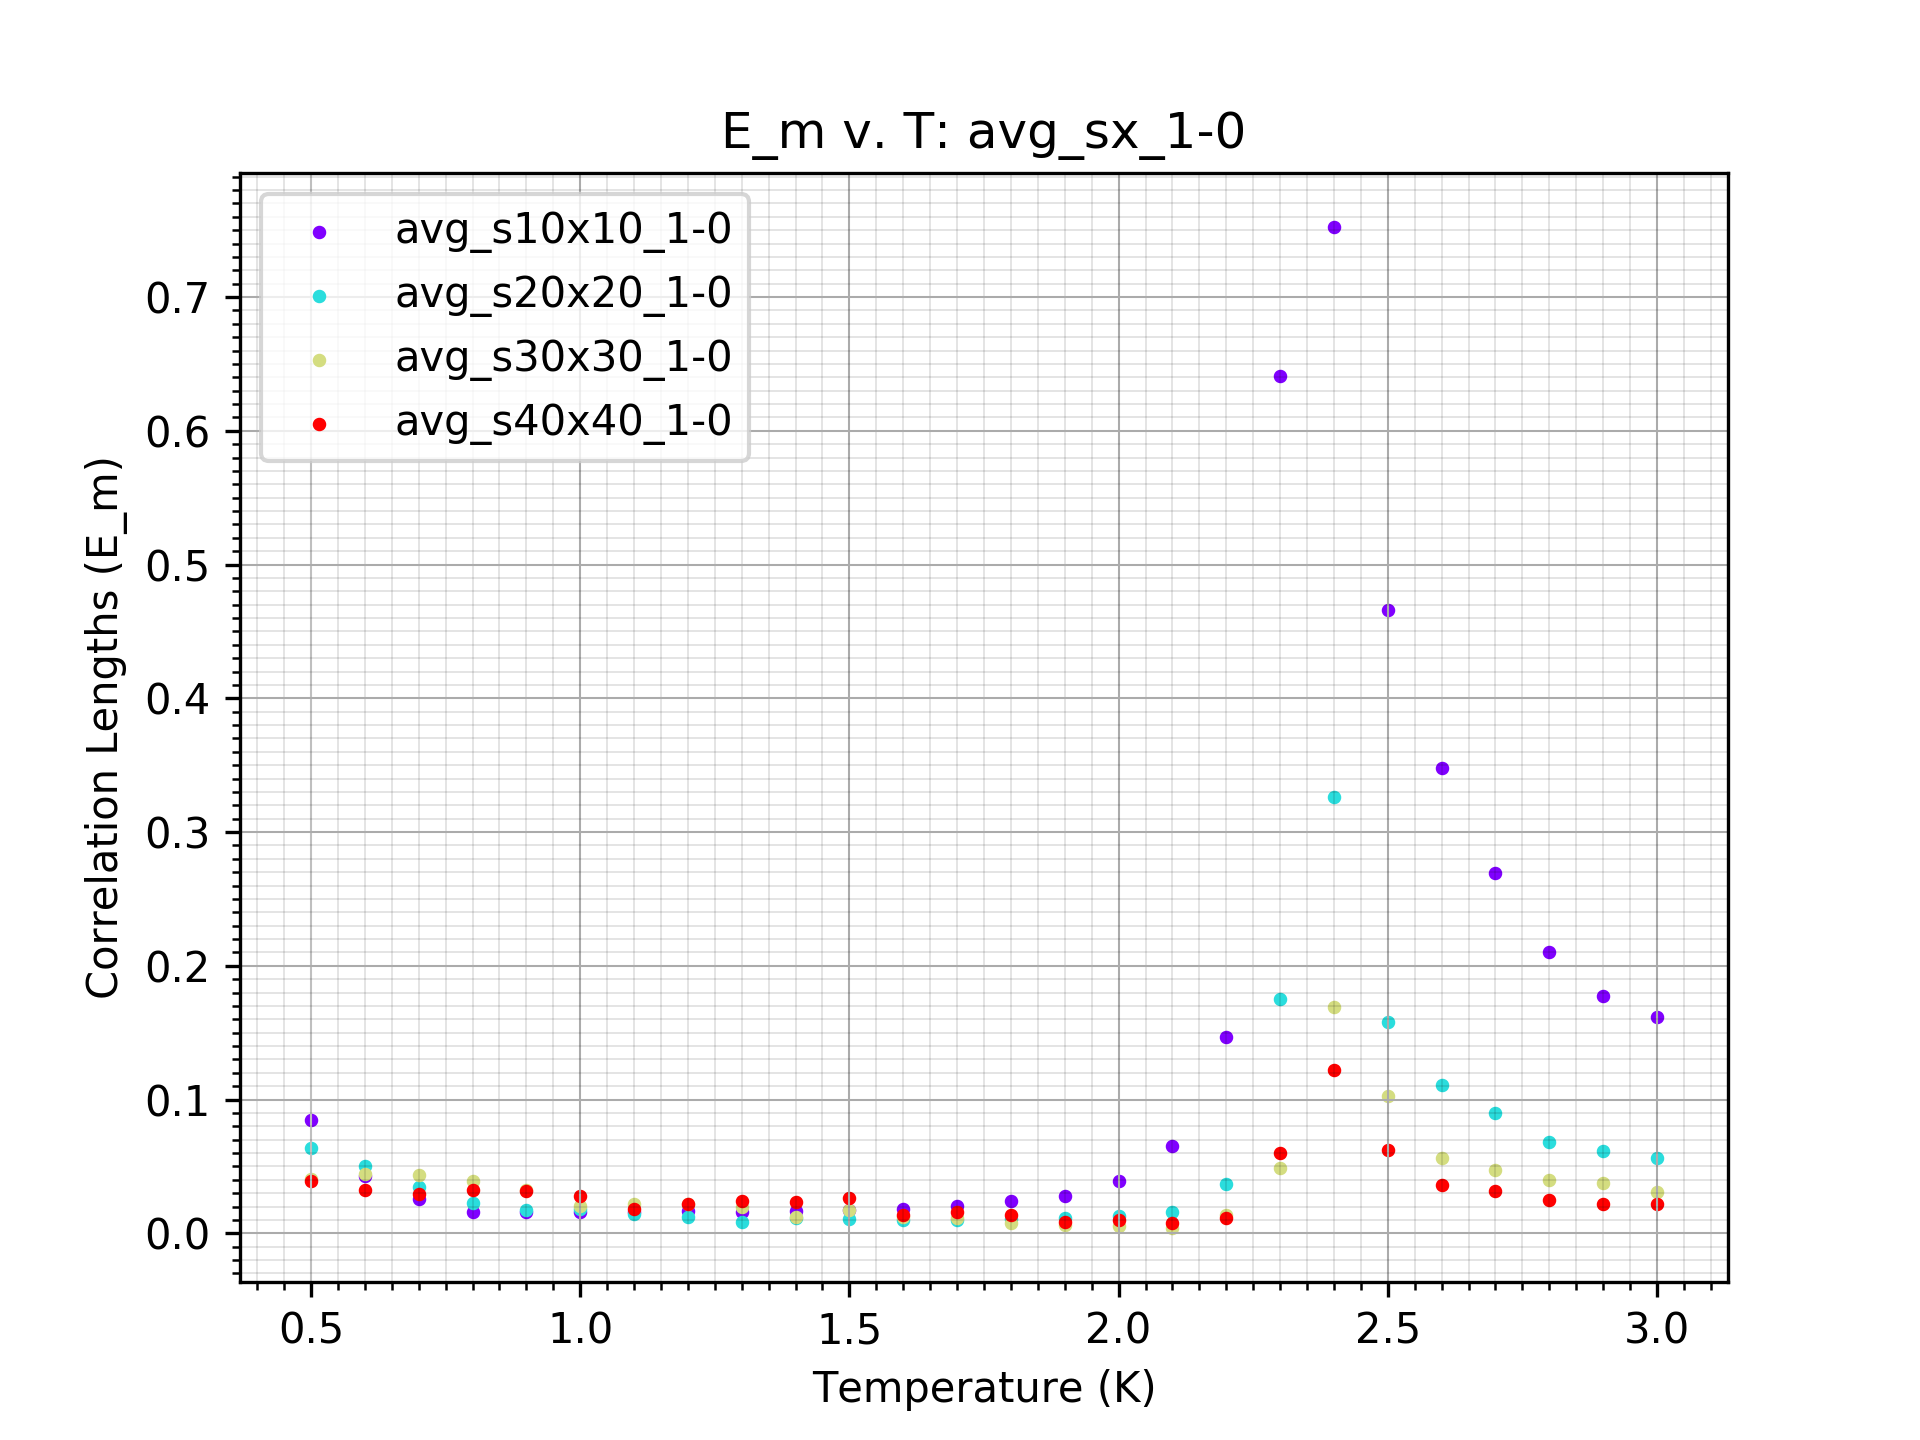 E_m v. T: avg_sx_1-0
avg_s10x10_1-0
avg_s20x20_1-0
avg_s30x30_1-0
avg_s40x40_1-0
0.7
0.6
0.5
0.4
0.3
0.2
0.1
0.0
Correlation Lengths (E_m)
0.5 1.0 1.5 2.0 2.5 3.0
Temperature (K)